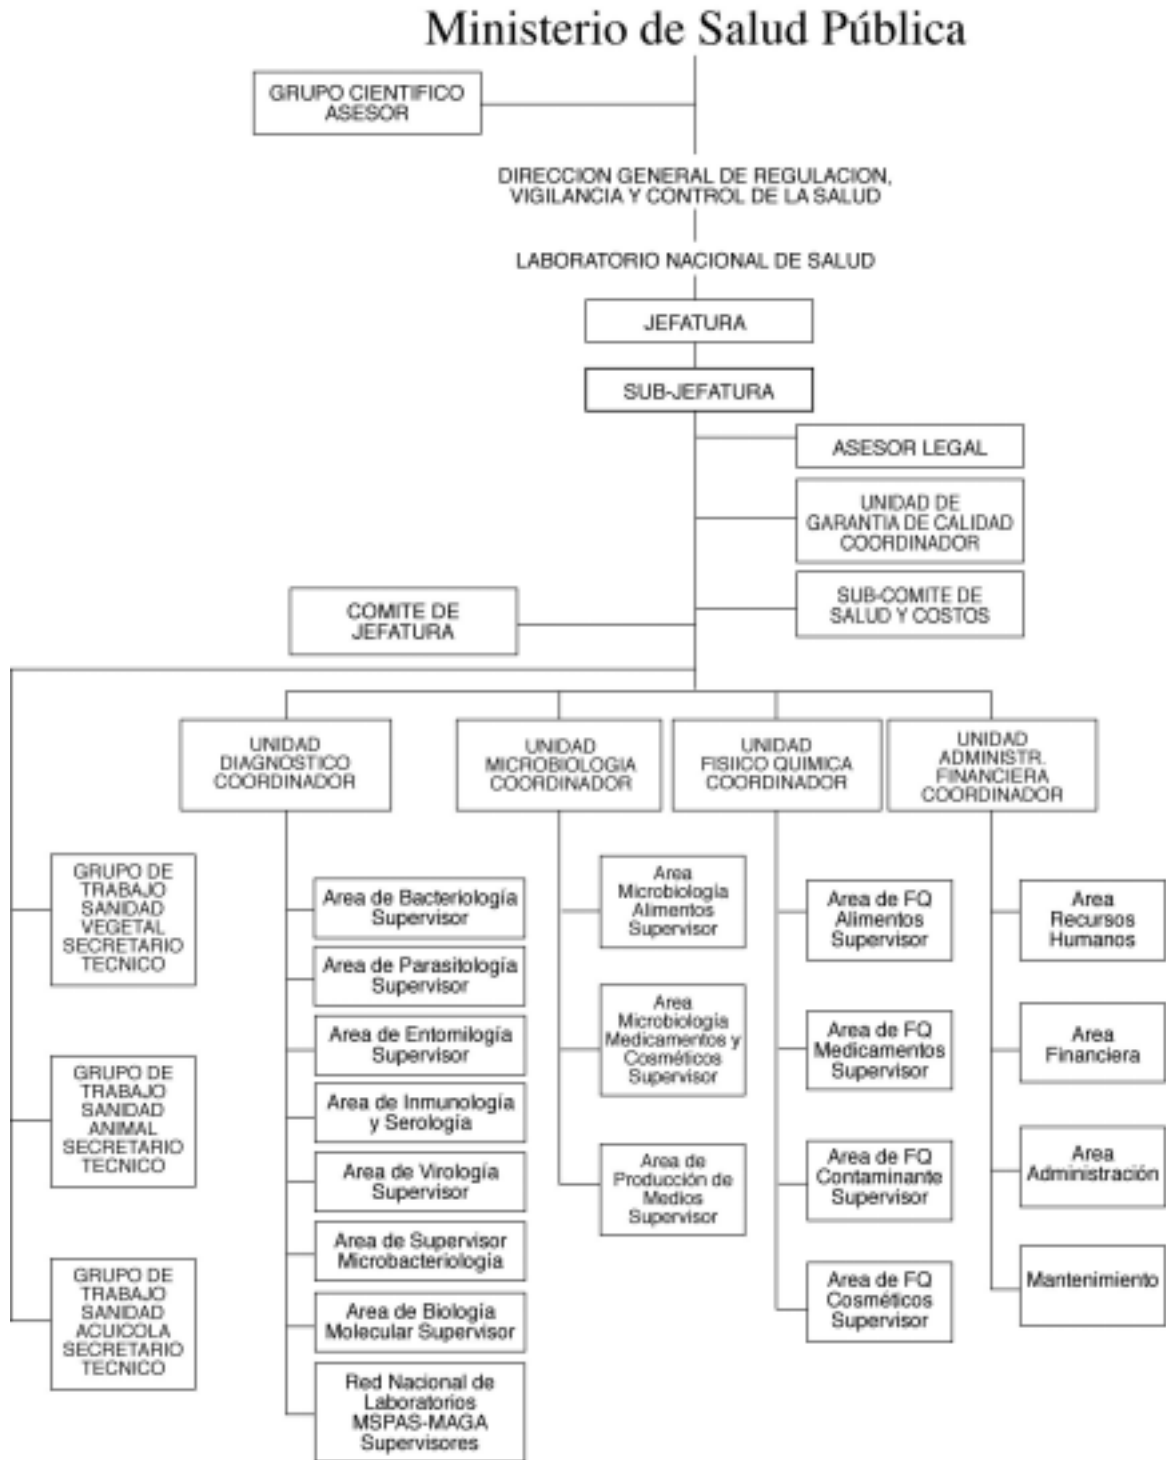 Ministerio de Salud Pública
GRUPO CIENTIFICO
ASESOR
DIRECCION GENERAL DE REGULACION,
VIGILANCIA Y CONTROL DE LA SALUD
LABORATORIO NACIONAL DE SALUD
JEFATURA
SUB-JEFATURA
ASESOR LEGAL
UNIDAD DE
GARANTIA DE CALIDAD
COORDINADOR
SUB-COMITE DE
SALUD Y COSTOS
COMITE DE
JEFATURA
UNIDAD
DIAGNOSTICO
COORDINADOR
UNIDAD
MICROBIOLOGIA
COORDINADOR
UNIDAD
FISIICO QUIMICA
COORDINADOR
UNIDAD
ADMINISTR.
FINANCIERA
COORDINADOR
GRUPO DE
TRABAJO
SANIDAD
VEGETAL
SECRETARIO
TECNICO
GRUPO DE
TRABAJO
SANIDAD
ANIMAL
SECRETARIO
TECNICO
GRUPO DE
TRABAJO
SANIDAD
ACUICOLA
SECRETARIO
TECNICO
Area de Bacteriología
Supervisor
Area de Parasitología
Supervisor
Area de Entomilogía
Supervisor
Area de Inmunología
y Serología
Area de Virología
Supervisor
Area de Supervisor
Microbacteriología
Area de Biología
Molecular Supervisor
Red Nacional de
Laboratorios
MSPAS-MAGA
Supervisores
Area
Microbiología
Alimentos
Supervisor
Area
Microbiología
Medicamentos y
Cosméticos
Supervisor
Area de
Producción de
Medios
Supervisor
Area de FQ
Alimentos
Supervisor
Area de FQ
Medicamentos
Supervisor
Area de FQ
Contaminante
Supervisor
Area de FQ
Cosméticos
Supervisor
Area
Recursos
Humanos
Area
Financiera
Area
Administración
Mantenimiento